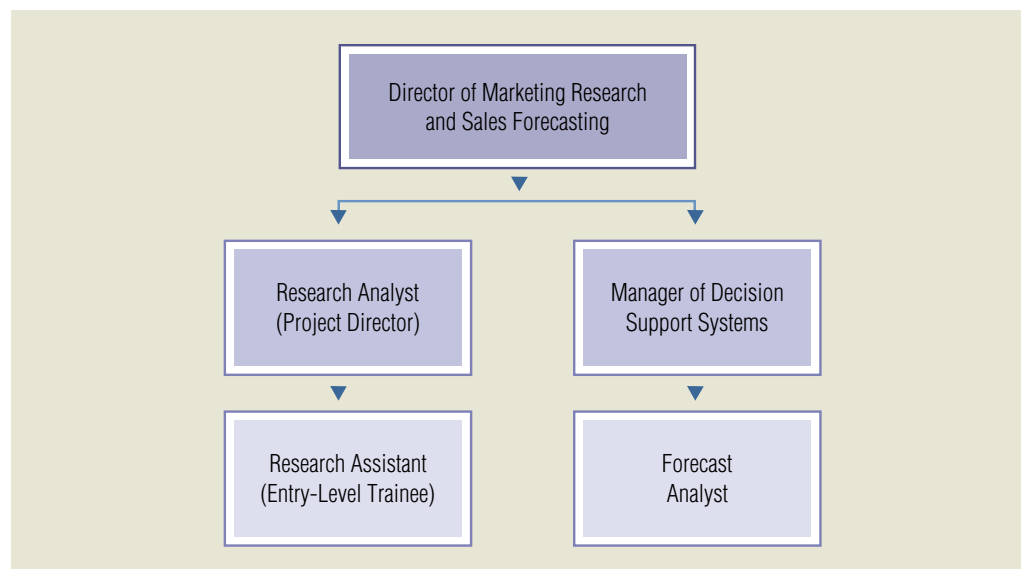 Director of Marketing Research
and Sales Forecasting
Research Analyst
(Project Director)
Manager of Decision
Support Systems
Research Assistant
(Entry-Level Trainee)
Forecast
Analyst